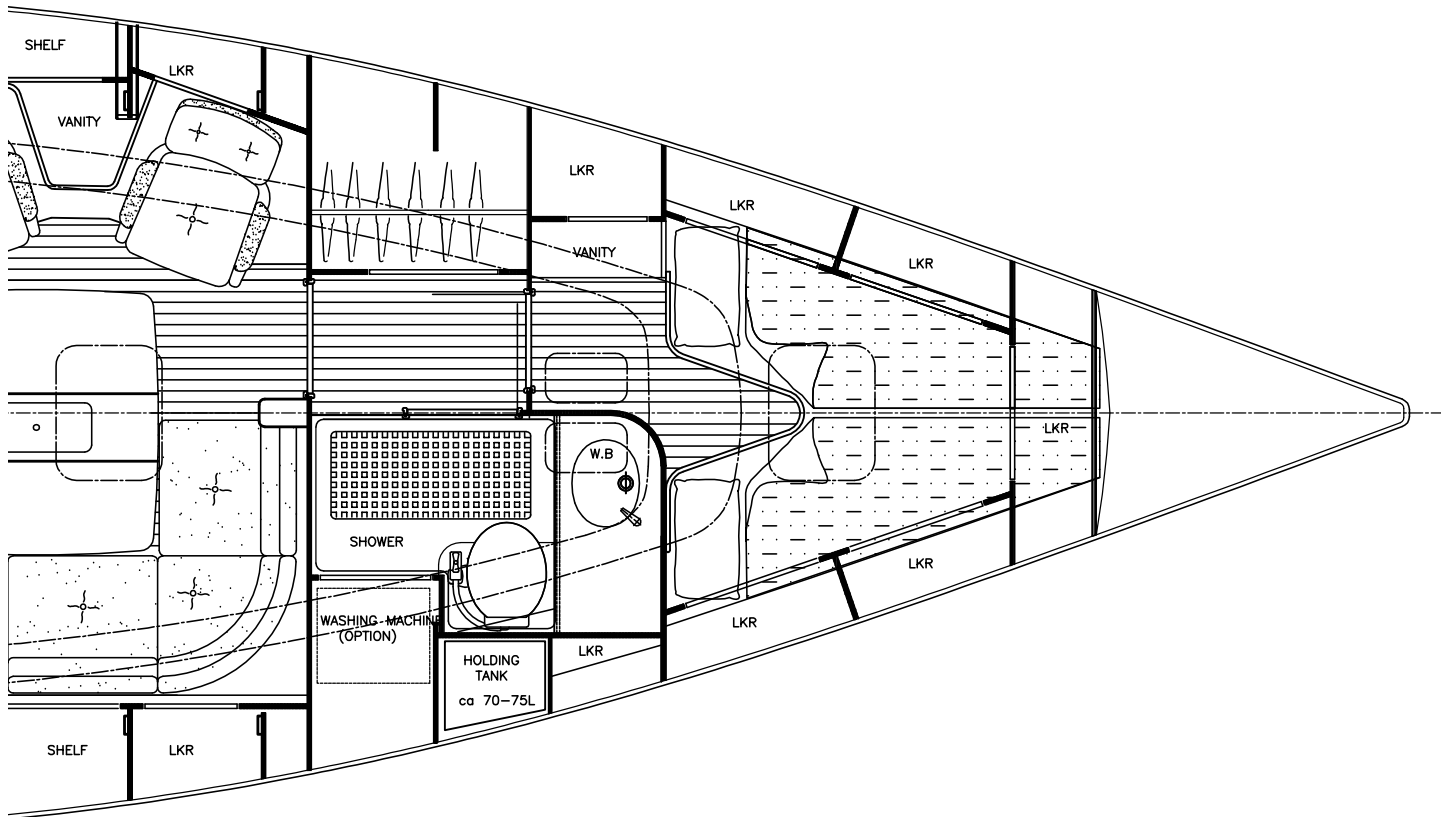 SHELF
LKR
VANITY
LKR
LKR
VANITY
LKR
LKR
W.B
SHOWER
WASHING MACHINE
(OPTION)
HOLDING
TANK
ca 70-75L
LKR
LKR
LKR
LKR
SHELF
LKR